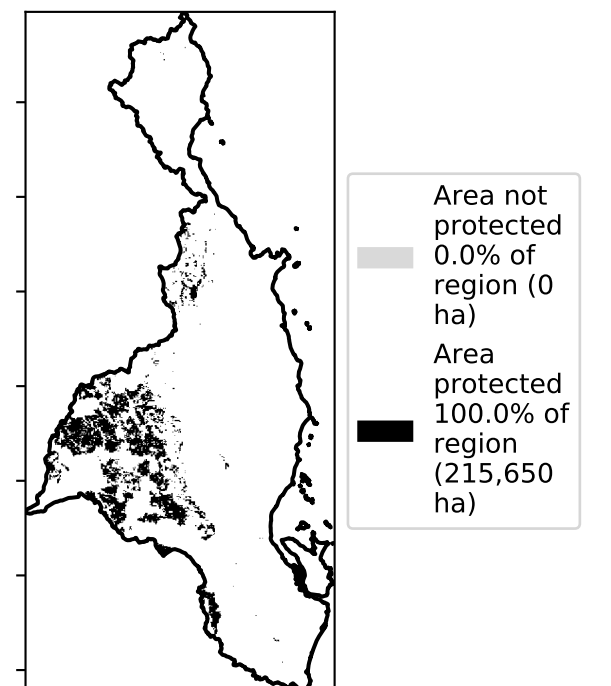 Area not
protected
0.0% of
region (0
ha)
Area
protected
100.0% of
region
(215,650
ha)